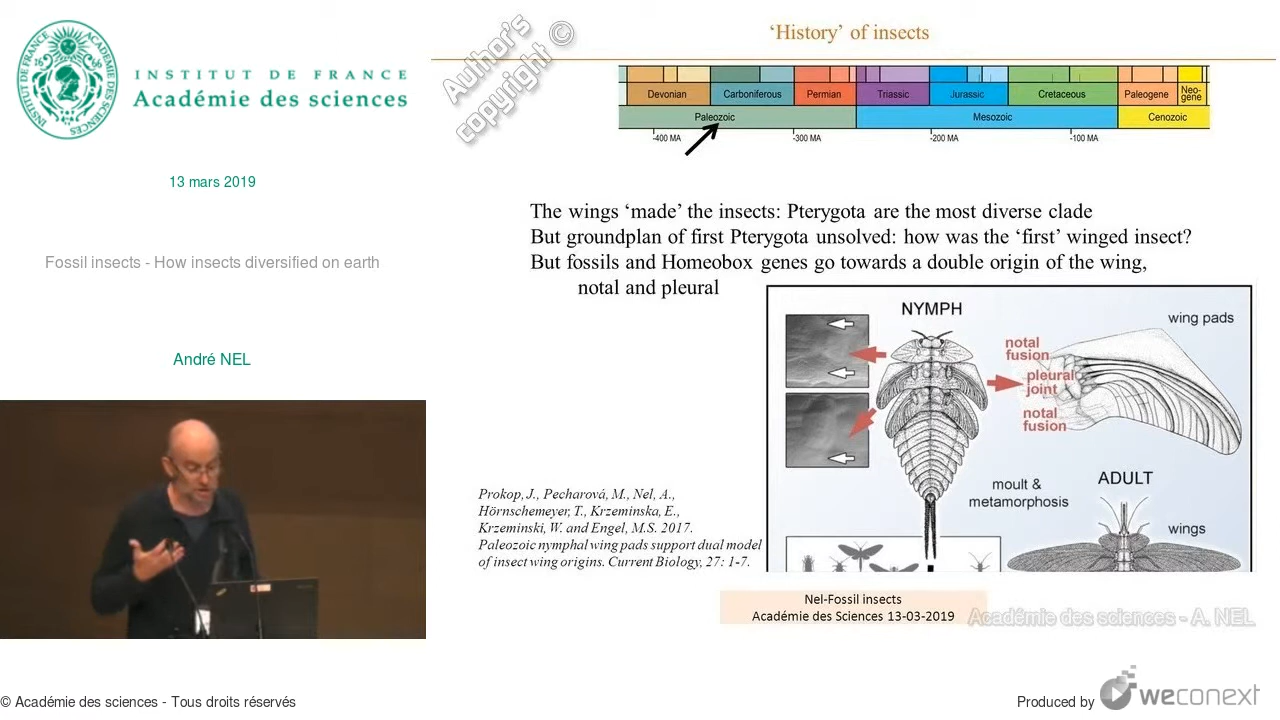 INSTITUT DE FRANCE
Académie des sciences
13 mars 2019
Fossil insects - How insects diversified on earth
André NEL
Author's
copyright ©
‘History’ of insects
Devonian
Carboniferous
Permian
Triassic
Jurassic
Cretaceous
Paleogene
Neo-
gene
Paleozoic
Mesozoic
Cenozoic
-400 MA
-300 MA
-200 MA
-100 MA
The wings ‘made’ the insects: Pterygota are the most diverse clade
But groundplan of first Pterygota unsolved: how was the ‘first’ winged insect?
But fossils and Homeobox genes go towards a double origin of the wing,
notal and pleural
NYMPH
wing pads
notal
fusion
pleural
joint
notal
fusion
moult &
metamorphosis
ADULT
wings
Prokop, J., Pecharová, M., Nel, A.,
Hörnschemeyer, T., Krzeminska, E.,
Krzeminski, W. and Engel, M.S. 2017.
Paleozoic nymphal wing pads support dual model
of insect wing origins. Current Biology, 27: 1-7.
Nel-Fossil insects
Académie des Sciences 13-03-2019
Académie des sciences - A. NEL
© Académie des sciences - Tous droits réservés
Produced by weconext